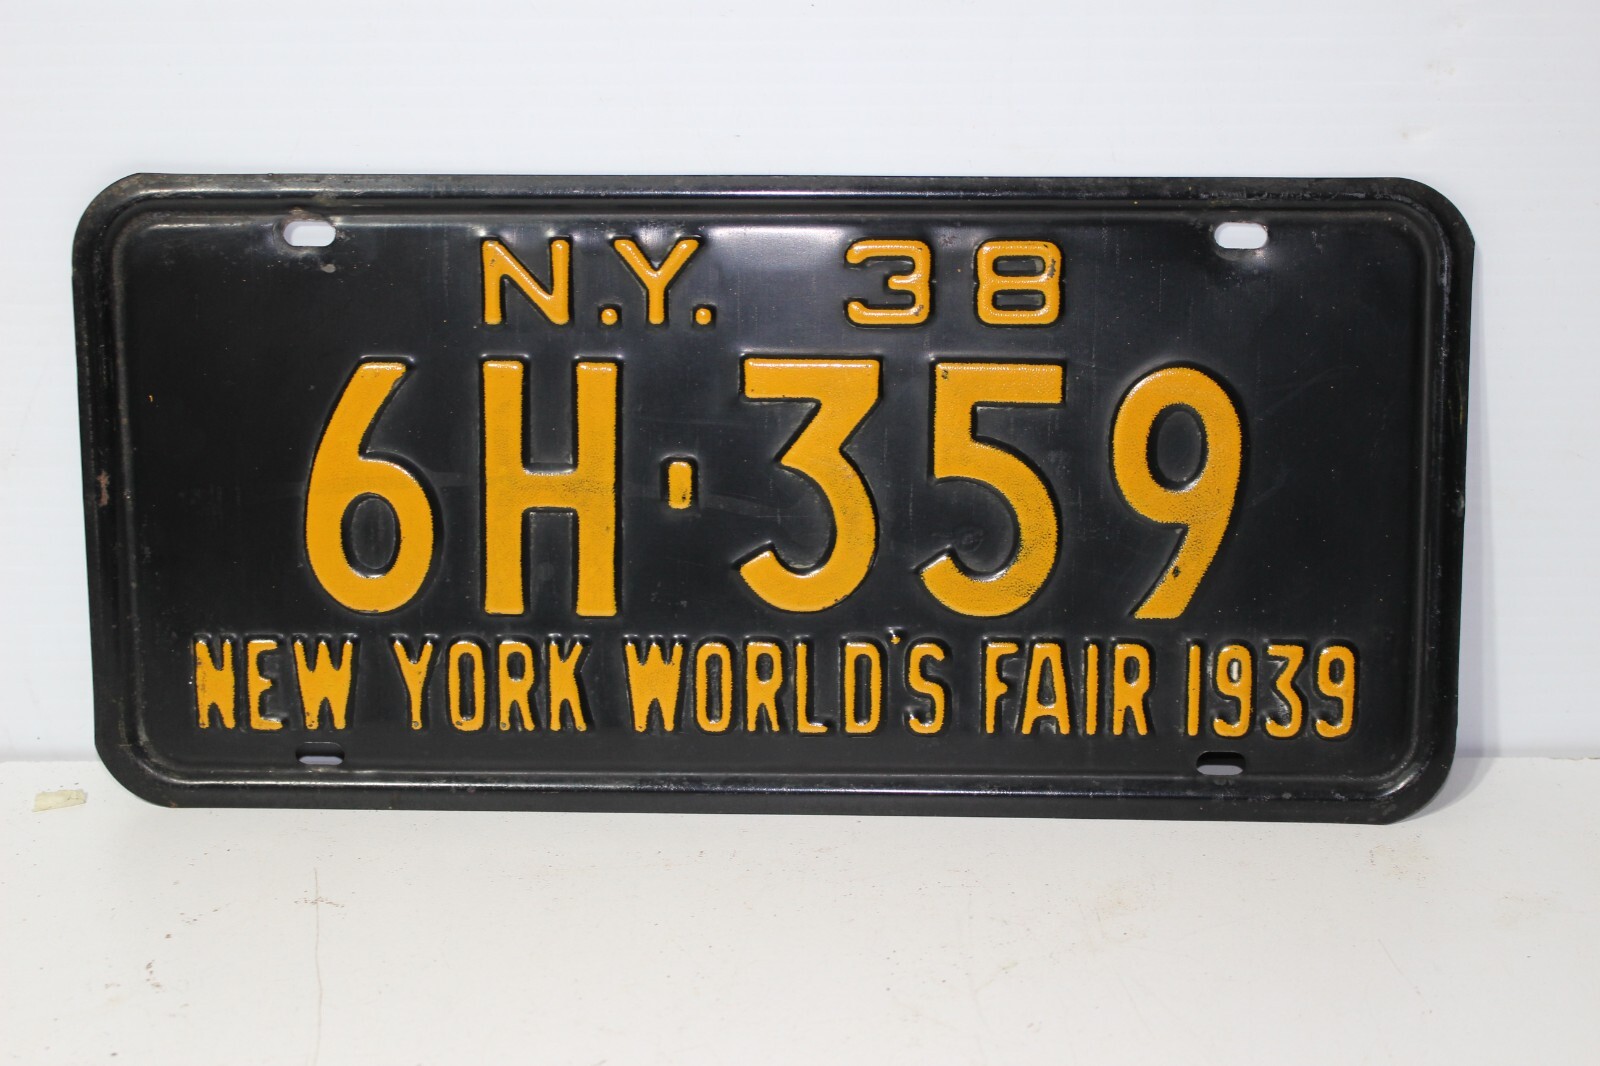 N.Y. 38
6H-359
NEW YORK WORLD'S FAIR 1939